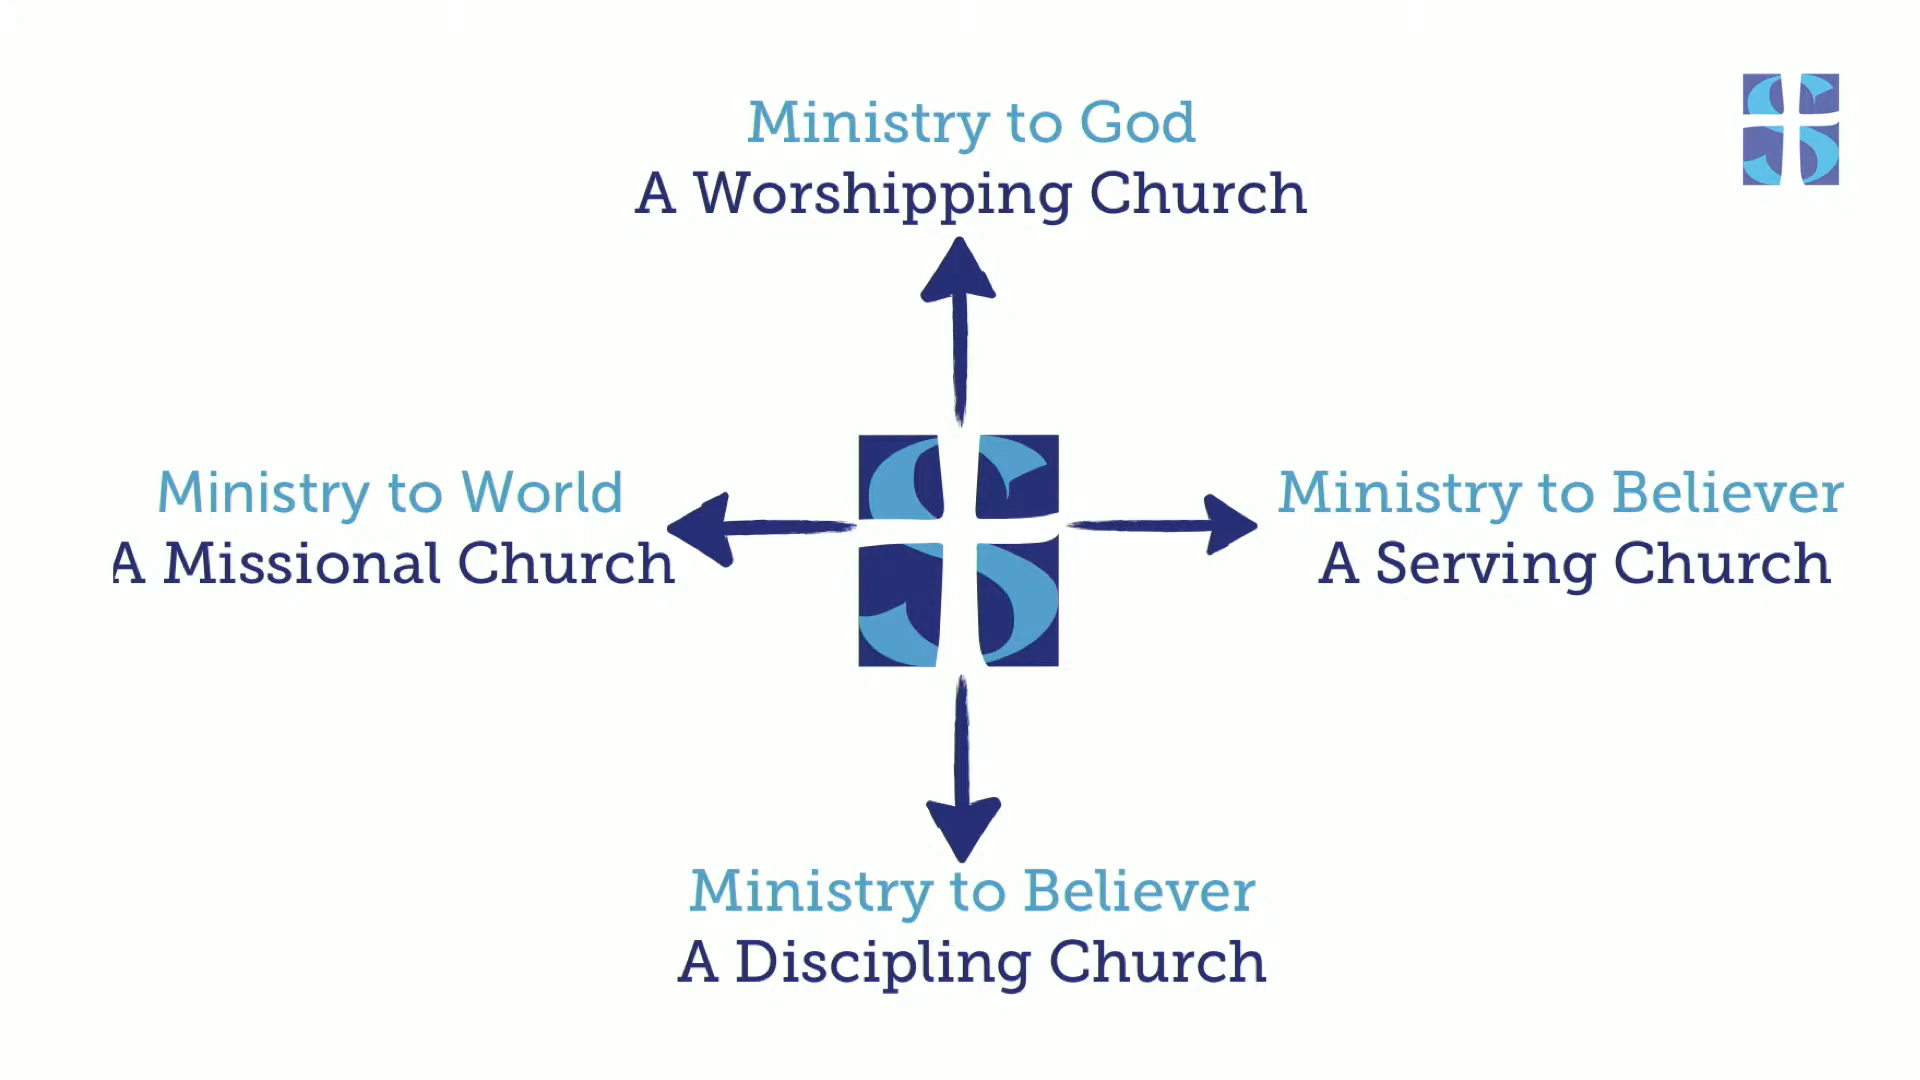 Ministry to God
A Worshipping Church
Ministry to World
A Missional Church
Ministry to Believer
A Serving Church
Ministry to Believer
A Discipling Church